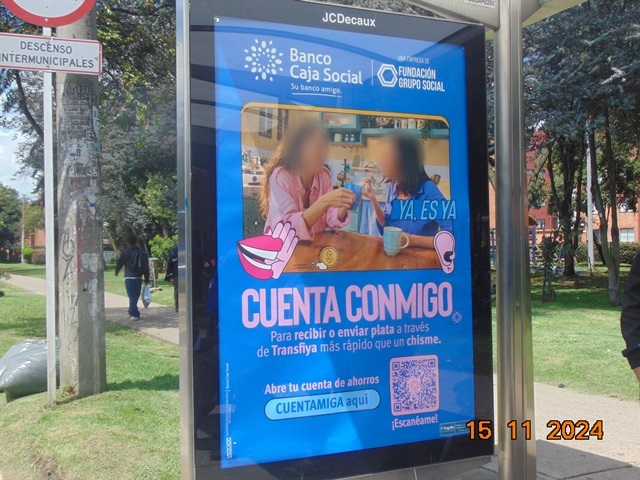 DESCENSO
INTERMUNICIPALES
JCDecaux
Banco
Caja Social
Su banco amigo.
UNA EMPRESA DE
FUNDACIÓN
GRUPO SOCIAL
YA, ES YA
CUENTA CONMIGO
Para recibir o enviar plata a través
de Transfiya más rápido que un chisme.
Abre tu cuenta de ahorros
CUENTAMIGA aquí
¡Escanéame!
15 11 2024